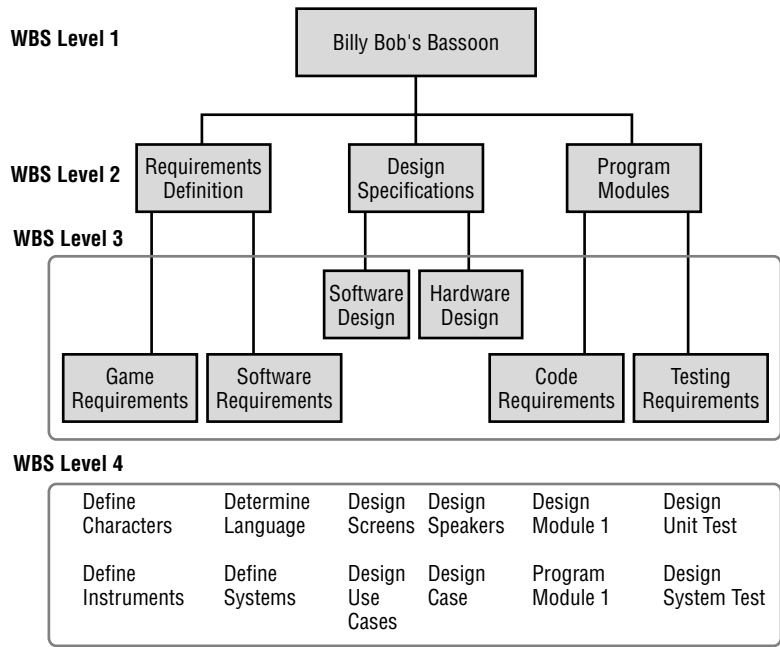 WBS Level 1
Billy Bob's Bassoon
WBS Level 2
Requirements
Definition
Design
Specifications
Program
Modules
WBS Level 3
Software
Design
Hardware
Design
Game
Requirements
Software
Requirements
Code
Requirements
Testing
Requirements
WBS Level 4
Define
Characters
Determine
Language
Design
Screens
Design
Speakers
Design
Module 1
Design
Unit Test
Define
Instruments
Define
Systems
Design
Use
Cases
Design
Case
Program
Module 1
Design
System Test